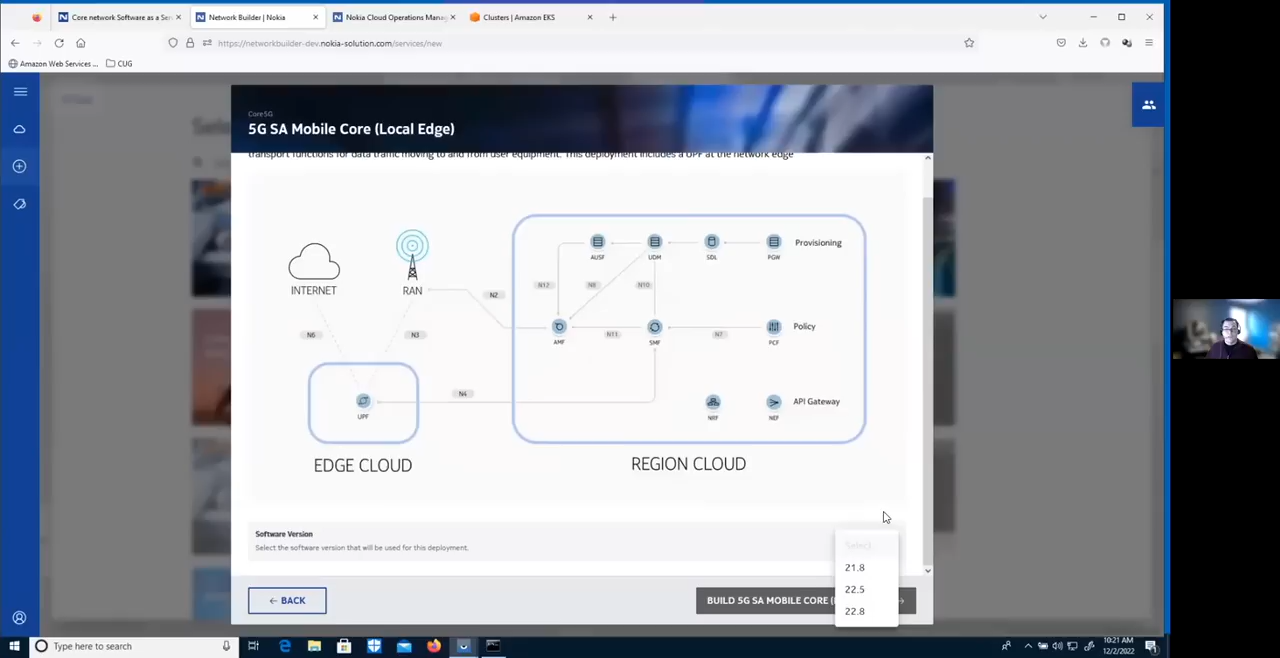 Core network Software as a Ser
Network Builder | Nokia
Nokia Cloud Operations Manag
Clusters | Amazon EKS
https://networkbuilder-dev.nokia-solution.com/services/new
Amazon Web Services ...
CUG
Core5G
5G SA Mobile Core (Local Edge)
transport functions for data traffic moving to and from user equipment. This deployment includes a UPF at the network edge
AUSF
UDM
SDL
PGW
Provisioning
INTERNET
RAN
N12
N8
N10
N2
N6
N3
AMF
N11
SMF
N7
PCF
Policy
N4
UPF
NRF
NEF
API Gateway
EDGE CLOUD
REGION CLOUD
Software Version
Select the software version that will be used for this deployment.
Select
21.8
22.5
22.8
← BACK
BUILD 5G SA MOBILE CORE (
Type here to search
10:21 AM
12/2/2022